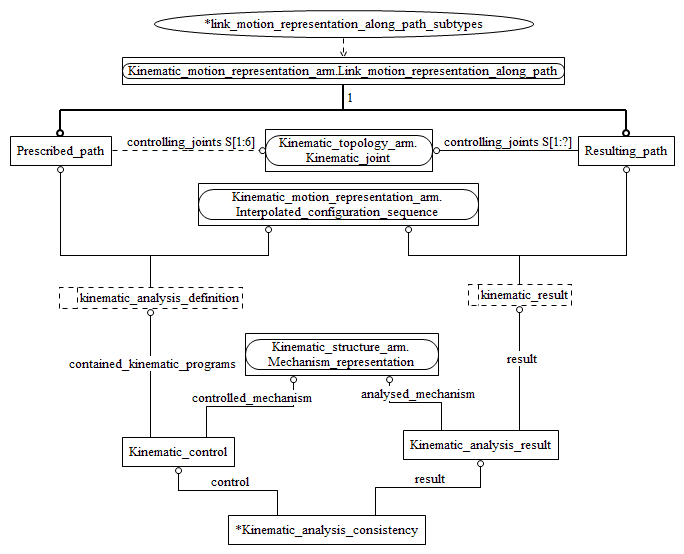 *link_motion_representation_along_path_subtypes
Kinematic_motion_representation_arm.Link_motion_representation_along_path
1
Prescribed_path
controlling_joints S[1:6]
Kinematic_topology_arm.
Kinematic_joint
controlling_joints S[1:?]
Resulting_path
Kinematic_motion_representation_arm.
Interpolated_configuration_sequence
kinematic_analysis_definition
kinematic_result
Kinematic_structure_arm.
Mechanism_representation
contained_kinematic_programs
result
controlled_mechanism
analysed_mechanism
Kinematic_control
Kinematic_analysis_result
control
result
*Kinematic_analysis_consistency